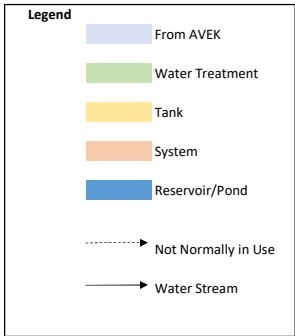 Legend
From AVEK
Water Treatment
Tank
System
Reservoir/Pond
Not Normally in Use
Water Stream